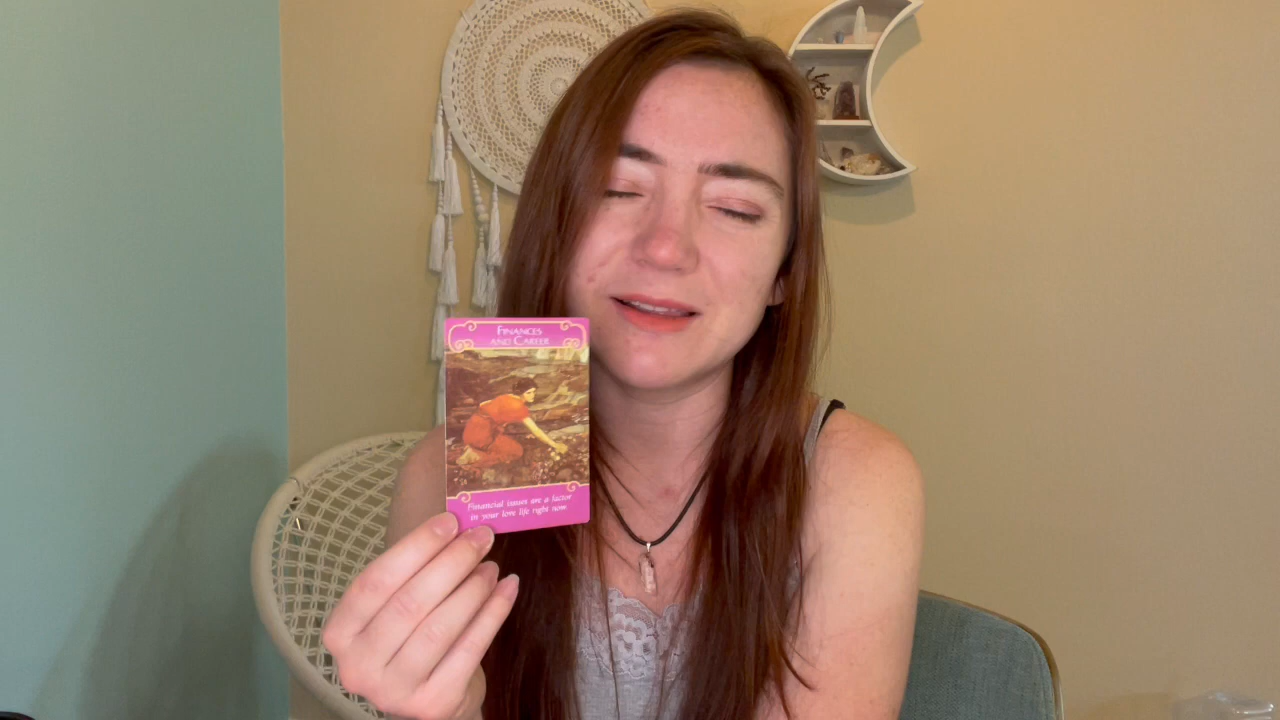 FINANCES
AND CAREER
Financial issues are a factor
in your love life right now.